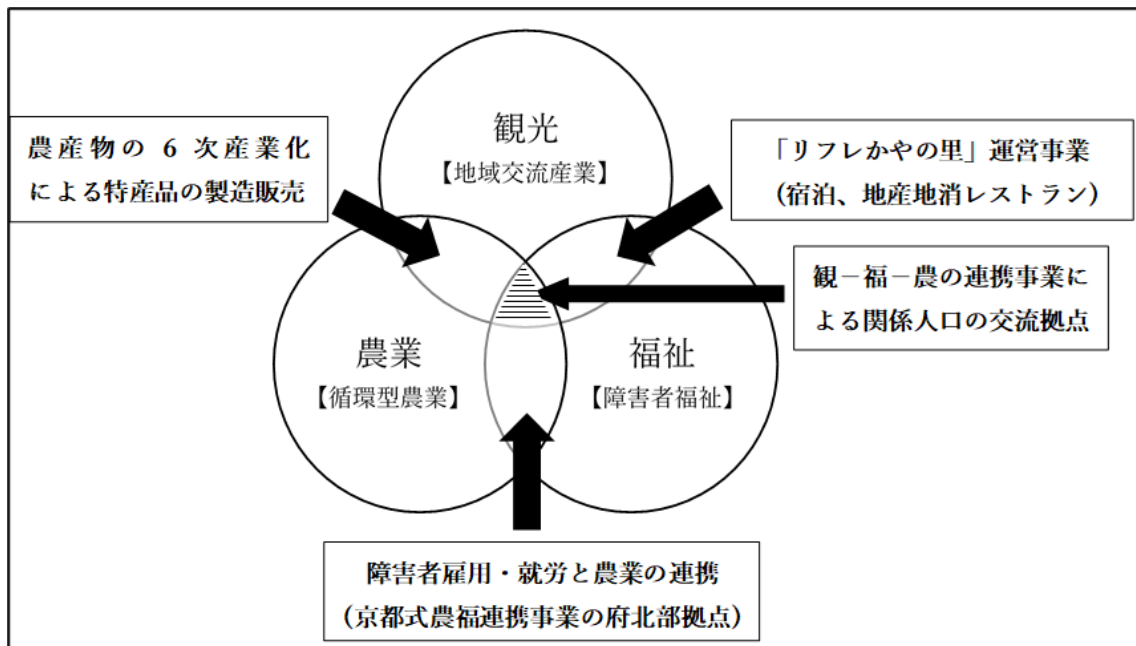 観光
【地域交流産業】
農産物の 6 次産業化
による特産品の製造販売
「リフレかやの里」運営事業
(宿泊、地産地消レストラン)
観－福－農の連携事業に
よる関係人口の交流拠点
農業
【循環型農業】
福祉
【障害者福祉】
障害者雇用・就労と農業の連携
(京都式農福連携事業の府北部拠点)